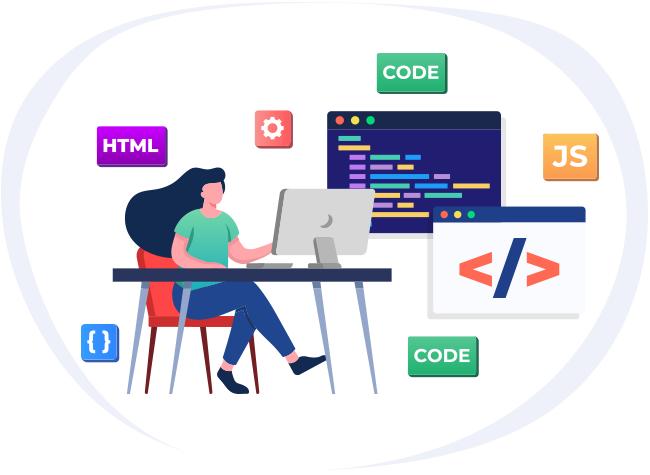 CODE
HTML
JS
{ }
</>
CODE